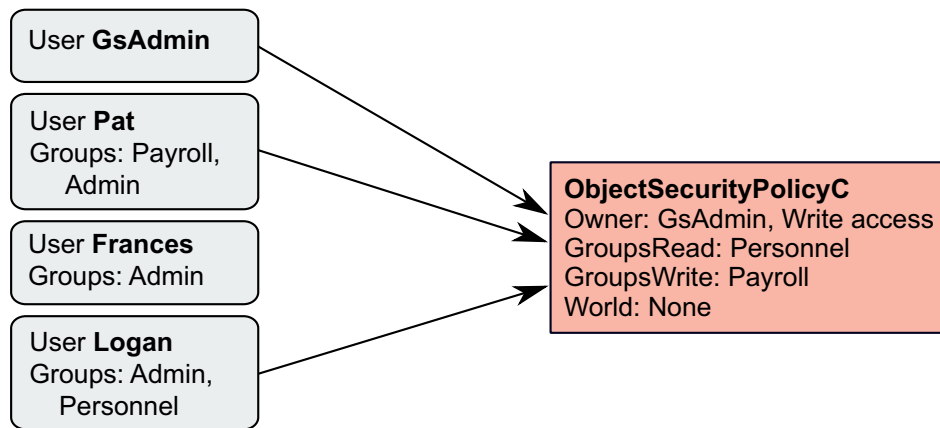 User GsAdmin
User Pat
Groups: Payroll,
Admin
User Frances
Groups: Admin
User Logan
Groups: Admin,
Personnel
ObjectSecurityPolicyC
Owner: GsAdmin, Write access
GroupsRead: Personnel
GroupsWrite: Payroll
World: None